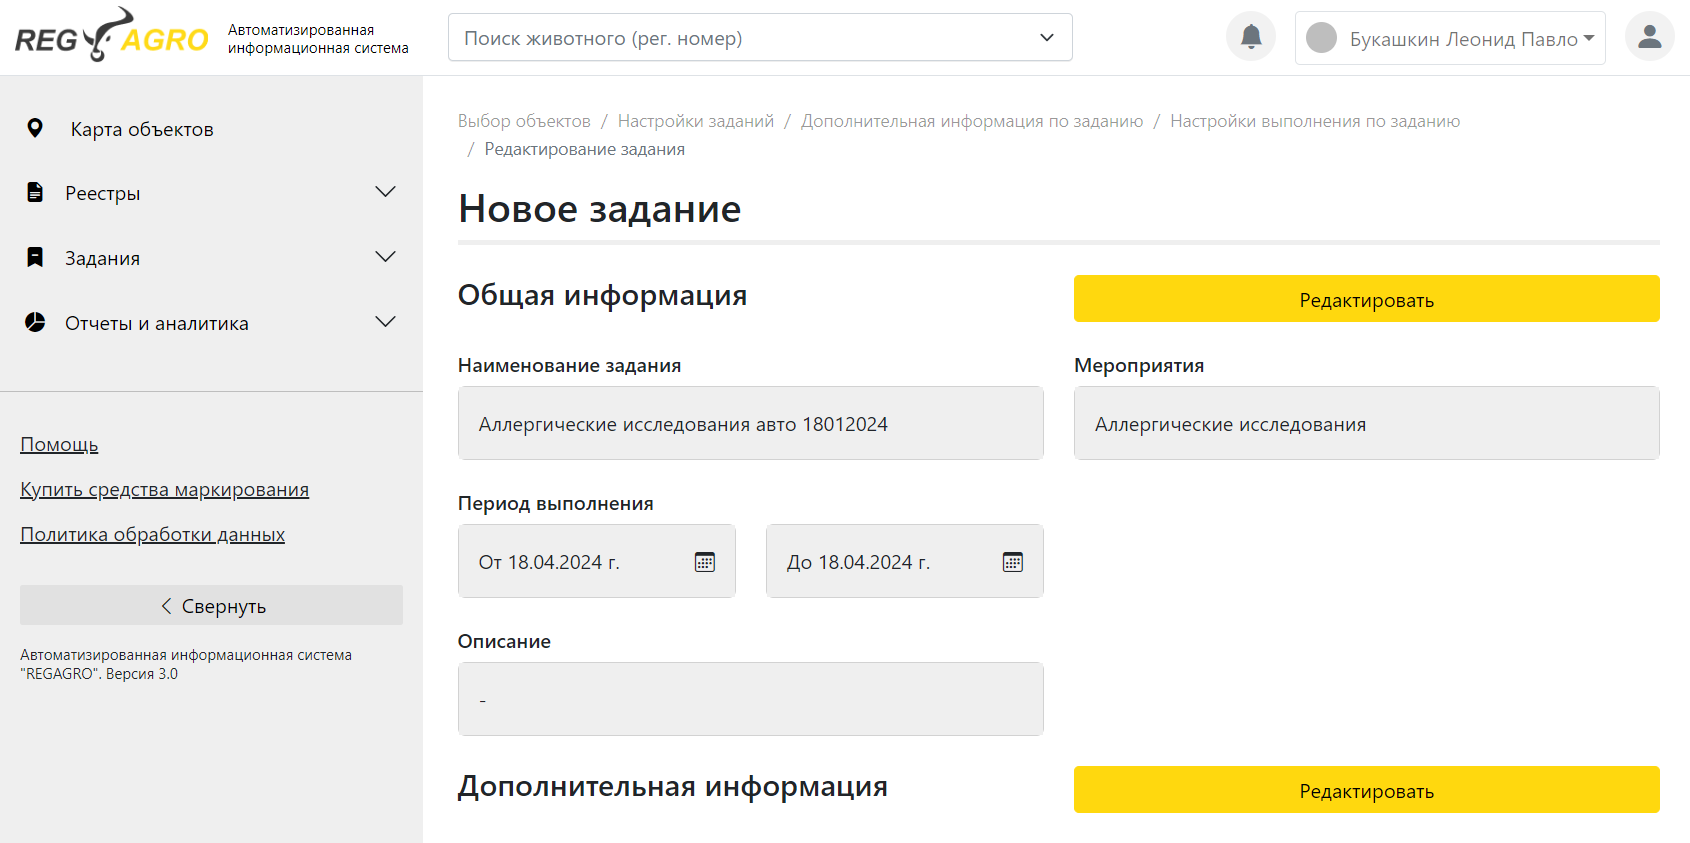 REG AGRO
Автоматизированная
информационная система
Поиск животного (рег. номер)
Букашкин Леонид Павло
Карта объектов
Реестры
Задания
Отчеты и аналитика
Помощь
Купить средства маркирования
Политика обработки данных
Свернуть
Автоматизированная информационная система
"REGAGRO". Версия 3.0
Выбор объектов / Настройки заданий / Дополнительная информация по заданию / Настройки выполнения по заданию
/ Редактирование задания
Новое задание
Общая информация
Редактировать
Наименование задания
Мероприятия
Аллергические исследования авто 18012024
Аллергические исследования
Период выполнения
От 18.04.2024 г.
До 18.04.2024 г.
Описание
-
Дополнительная информация
Редактировать